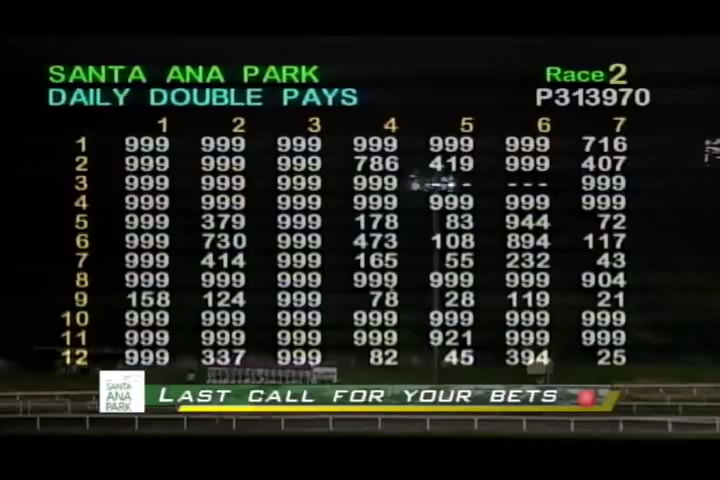 SANTA ANA PARK Race 2
DAILY DOUBLE PAYS P313970
1 2 3 4 5 6 7
1 999 999 999 999 999 999 716
2 999 999 999 786 419 999 407
3 999 999 999 999 --- --- 999
4 999 999 999 999 999 999 999
5 999 379 999 178 83 944 72
6 999 730 999 473 108 894 117
7 999 414 999 165 55 232 43
8 999 999 999 999 999 999 904
9 158 124 999 78 28 119 21
10 999 999 999 999 999 999 999
11 999 999 999 999 921 999 999
12 999 337 999 82 45 394 25
SANTA
ANA
PARK
LAST CALL FOR YOUR BETS